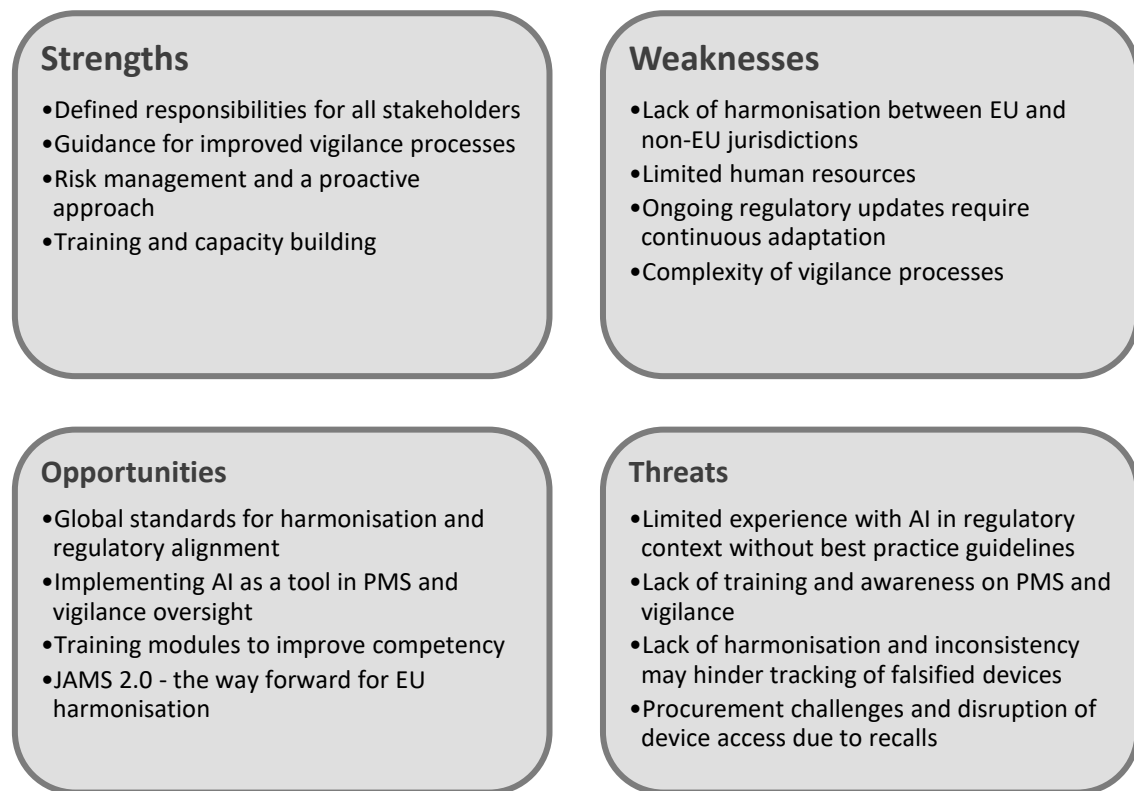 Strengths
•Defined responsibilities for all stakeholders
•Guidance for improved vigilance processes
•Risk management and a proactive
approach
•Training and capacity building
Weaknesses
•Lack of harmonisation between EU and
non-EU jurisdictions
•Limited human resources
•Ongoing regulatory updates require
continuous adaptation
•Complexity of vigilance processes
Opportunities
•Global standards for harmonisation and
regulatory alignment
•Implementing AI as a tool in PMS and
vigilance oversight
•Training modules to improve competency
•JAMS 2.0 - the way forward for EU
harmonisation
Threats
•Limited experience with AI in regulatory
context without best practice guidelines
•Lack of training and awareness on PMS and
vigilance
•Lack of harmonisation and inconsistency
may hinder tracking of falsified devices
•Procurement challenges and disruption of
device access due to recalls